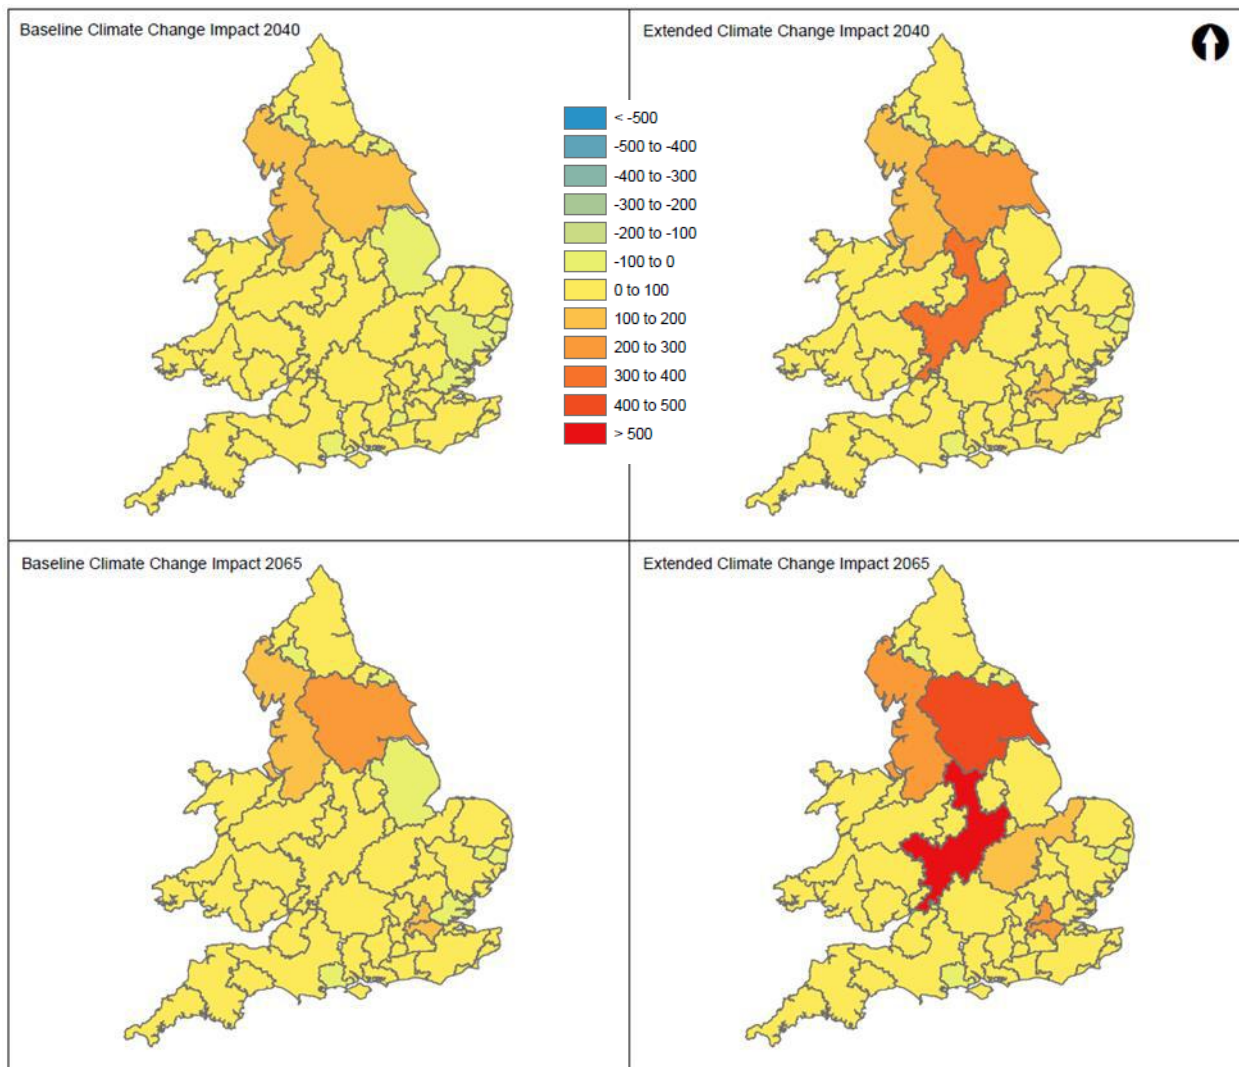 Baseline Climate Change Impact 2040
Extended Climate Change Impact 2040
< -500
-500 to -400
-400 to -300
-300 to -200
-200 to -100
-100 to 0
0 to 100
100 to 200
200 to 300
300 to 400
400 to 500
> 500
Baseline Climate Change Impact 2065
Extended Climate Change Impact 2065